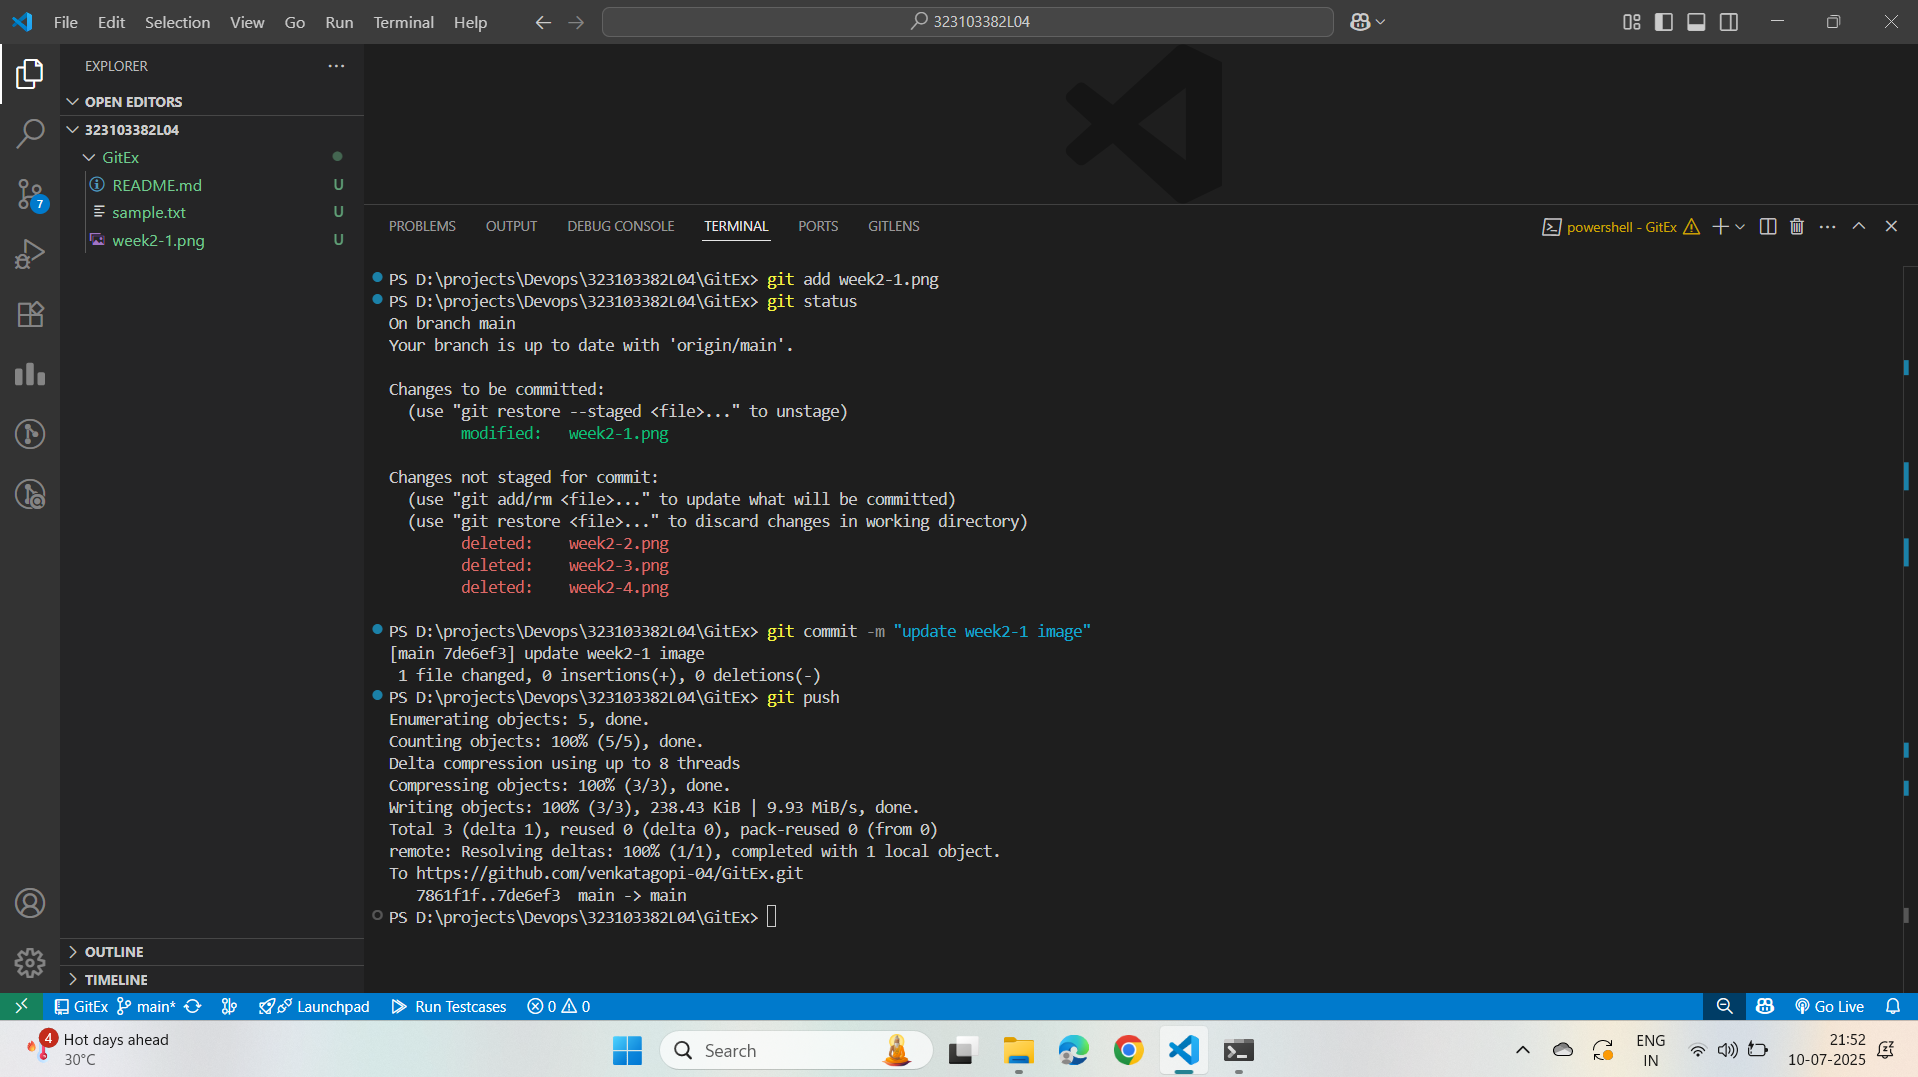 File Edit Selection View Go Run Terminal Help
323103382L04
EXPLORER
OPEN EDITORS
323103382L04
GitEx
README.md U
sample.txt U
week2-1.png U
7
OUTLINE
TIMELINE
PROBLEMS OUTPUT DEBUG CONSOLE TERMINAL PORTS GITLENS
powershell - GitEx
PS D:\projects\Devops\323103382L04\GitEx> git add week2-1.png
PS D:\projects\Devops\323103382L04\GitEx> git status
On branch main
Your branch is up to date with 'origin/main'.
Changes to be committed:
(use "git restore --staged <file>..." to unstage)
modified: week2-1.png
Changes not staged for commit:
(use "git add/rm <file>..." to update what will be committed)
(use "git restore <file>..." to discard changes in working directory)
deleted: week2-2.png
deleted: week2-3.png
deleted: week2-4.png
PS D:\projects\Devops\323103382L04\GitEx> git commit -m "update week2-1 image"
[main 7de6ef3] update week2-1 image
1 file changed, 0 insertions(+), 0 deletions(-)
PS D:\projects\Devops\323103382L04\GitEx> git push
Enumerating objects: 5, done.
Counting objects: 100% (5/5), done.
Delta compression using up to 8 threads
Compressing objects: 100% (3/3), done.
Writing objects: 100% (3/3), 238.43 KiB | 9.93 MiB/s, done.
Total 3 (delta 1), reused 0 (delta 0), pack-reused 0 (from 0)
remote: Resolving deltas: 100% (1/1), completed with 1 local object.
To https://github.com/venkatagopi-04/GitEx.git
7861f1f..7de6ef3 main -> main
PS D:\projects\Devops\323103382L04\GitEx>
GitEx main* Launchpad Run Testcases 0 0 Go Live
4
Hot days ahead
30°C
Search
ENG
IN
21:52
10-07-2025